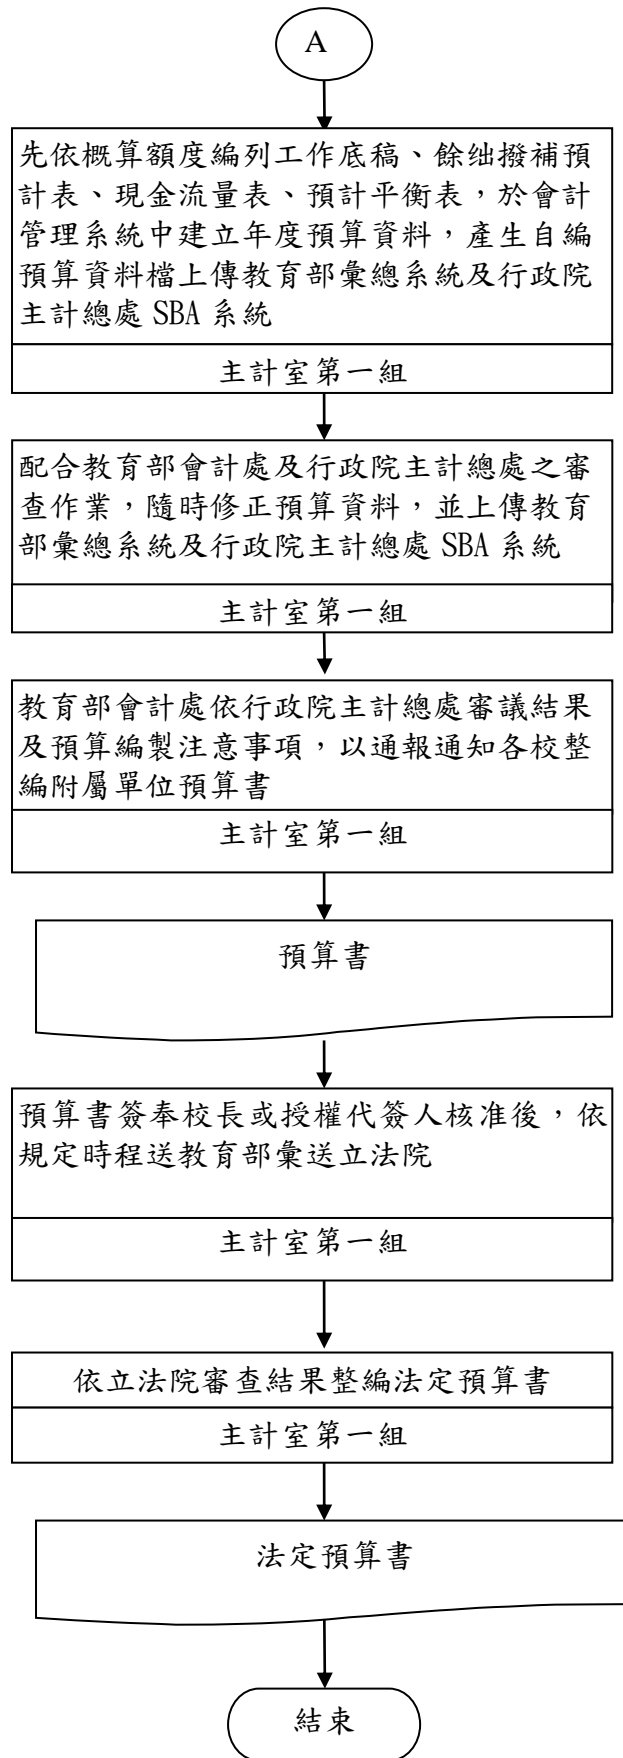 A
先依概算額度編列工作底稿、餘绌撥補預
計表、現金流量表、預計平衡表，於會計
管理系統中建立年度預算資料，產生自編
預算資料檔上傳教育部彙總系統及行政院
主計總處 SBA 系統
主計室第一組
配合教育部會計處及行政院主計總處之審
查作業，隨時修正預算資料，並上傳教育
部彙總系統及行政院主計總處 SBA 系統
主計室第一組
教育部會計處依行政院主計總處審議結果
及預算編製注意事項，以通報通知各校整
編附屬單位預算書
主計室第一組
預算書
預算書簽奉校長或授權代簽人核准後，依
規定時程送教育部彙送立法院
主計室第一組
依立法院審查結果整編法定預算書
主計室第一組
法定預算書
結束